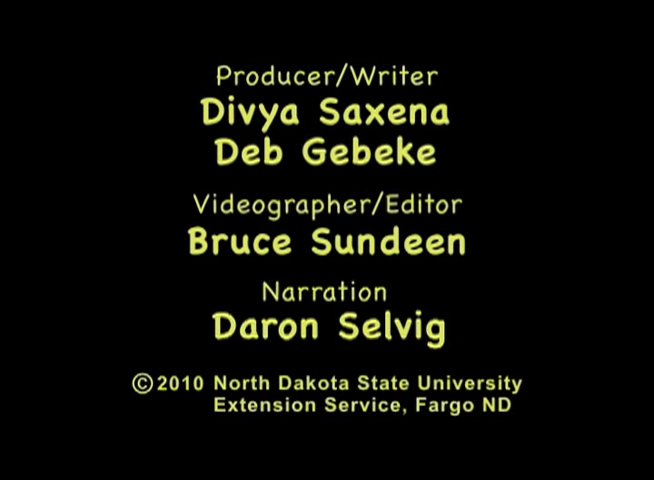 Producer/Writer
Divya Saxena
Deb Gebeke
Videographer/Editor
Bruce Sundeen
Narration
Daron Selvig
©2010 North Dakota State University
Extension Service, Fargo ND